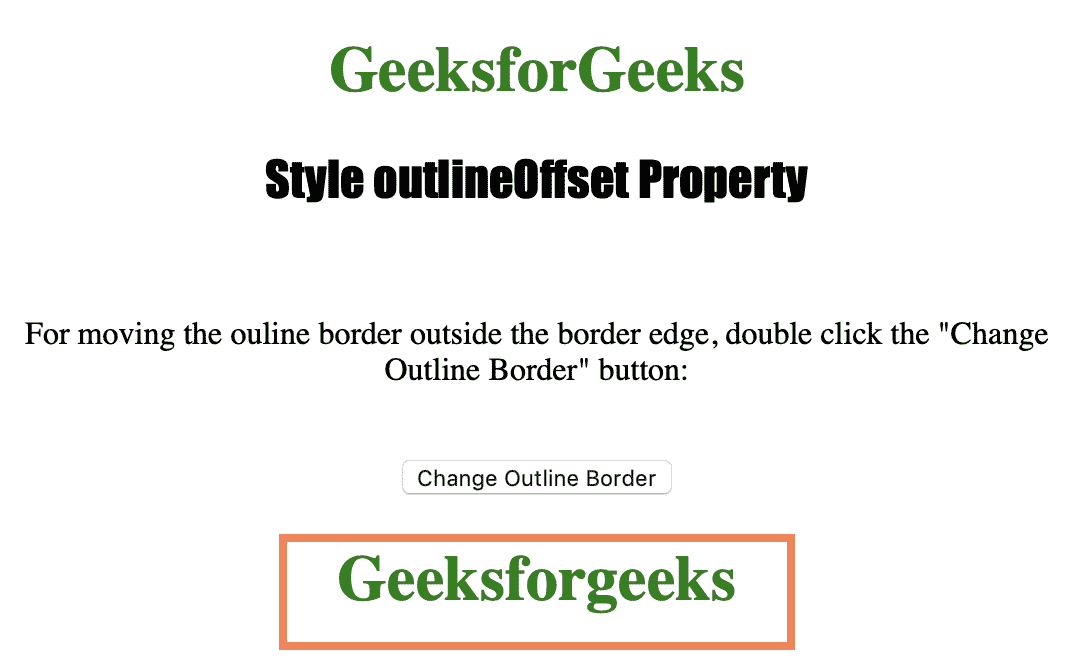 GeeksforGeeks
Style outlineOffset Property
For moving the ouline border outside the border edge, double click the "Change
Outline Border" button:
Change Outline Border
Geeksforgeeks